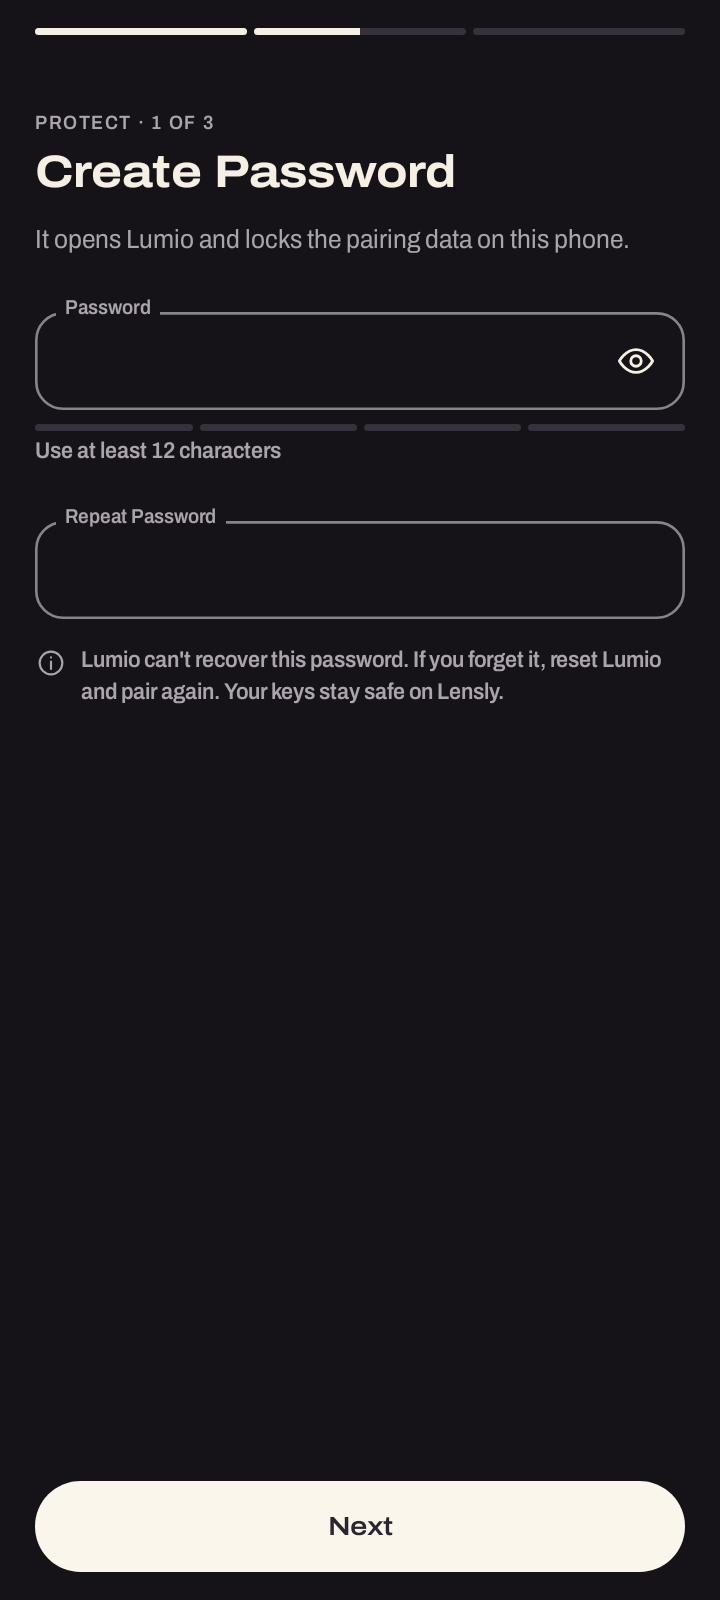 PROTECT · 1 OF 3
Create Password
It opens Lumio and locks the pairing data on this phone.
Password
Use at least 12 characters
Repeat Password
Lumio can't recover this password. If you forget it, reset Lumio
and pair again. Your keys stay safe on Lensly.
Next